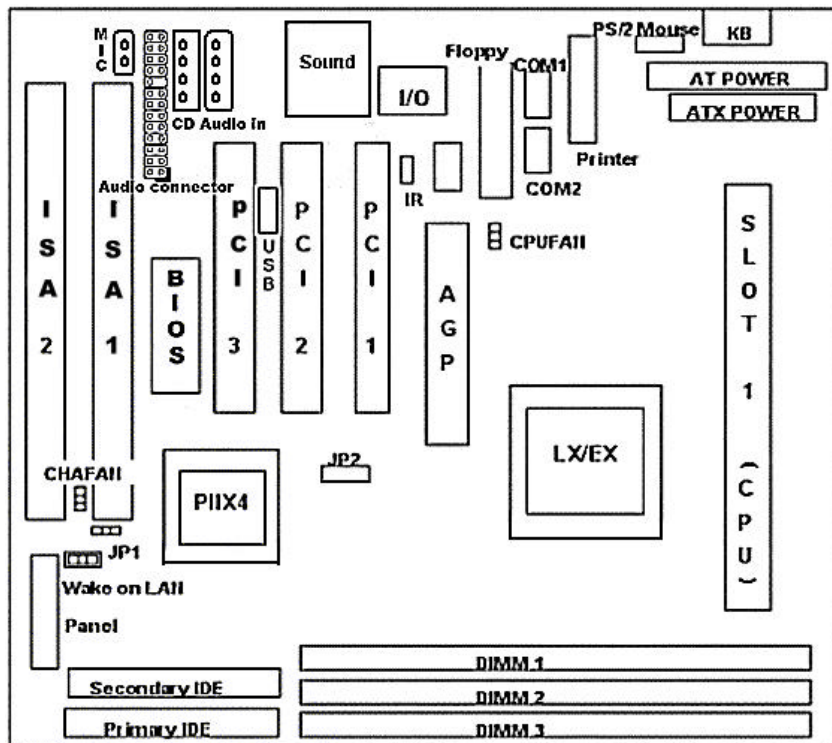 MIC
PS/2 Mouse
KB
Sound
Floppy
COM1
AT POWER
I/O
ATX POWER
CD Audio in
Printer
Audio connector
IR
COM2
ISA 2
ISA 1
BIOS
PCI 3
USB
PCI 2
PCI 1
AGP
CPUFAN
SLOT 1 (CPU)
CHAFAN
PIIX4
JP2
LX/EX
JP1
Wake on LAN
Panel
Secondary IDE
Primary IDE
DIMM 1
DIMM 2
DIMM 3